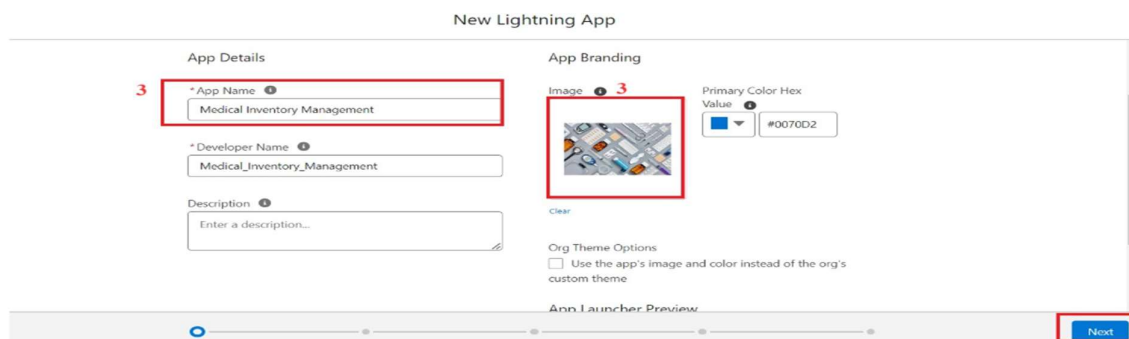 New Lightning App
App Details
3
*App Name
Medical Inventory Management
*Developer Name
Medical_Inventory_Management
Description
Enter a description...
App Branding
Image
3
Primary Color Hex
Value
#0070D2
Clear
Org Theme Options
Use the app's image and color instead of the org's
custom theme
App Launcher Preview
Next